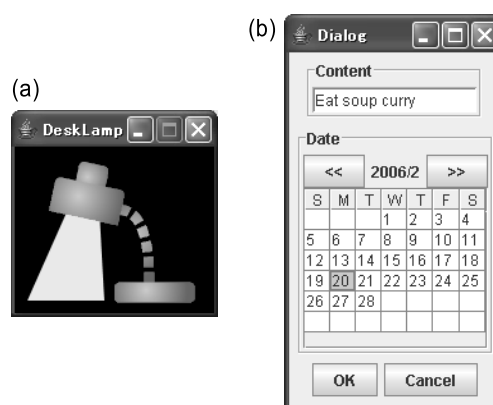 (a)
DeskLamp
(b)
Dialog
Content
Eat soup curry
Date
<< 2006/2 >>
S M T W T F S
1 2 3 4
5 6 7 8 9 10 11
12 13 14 15 16 17 18
19 20 21 22 23 24 25
26 27 28
OK Cancel